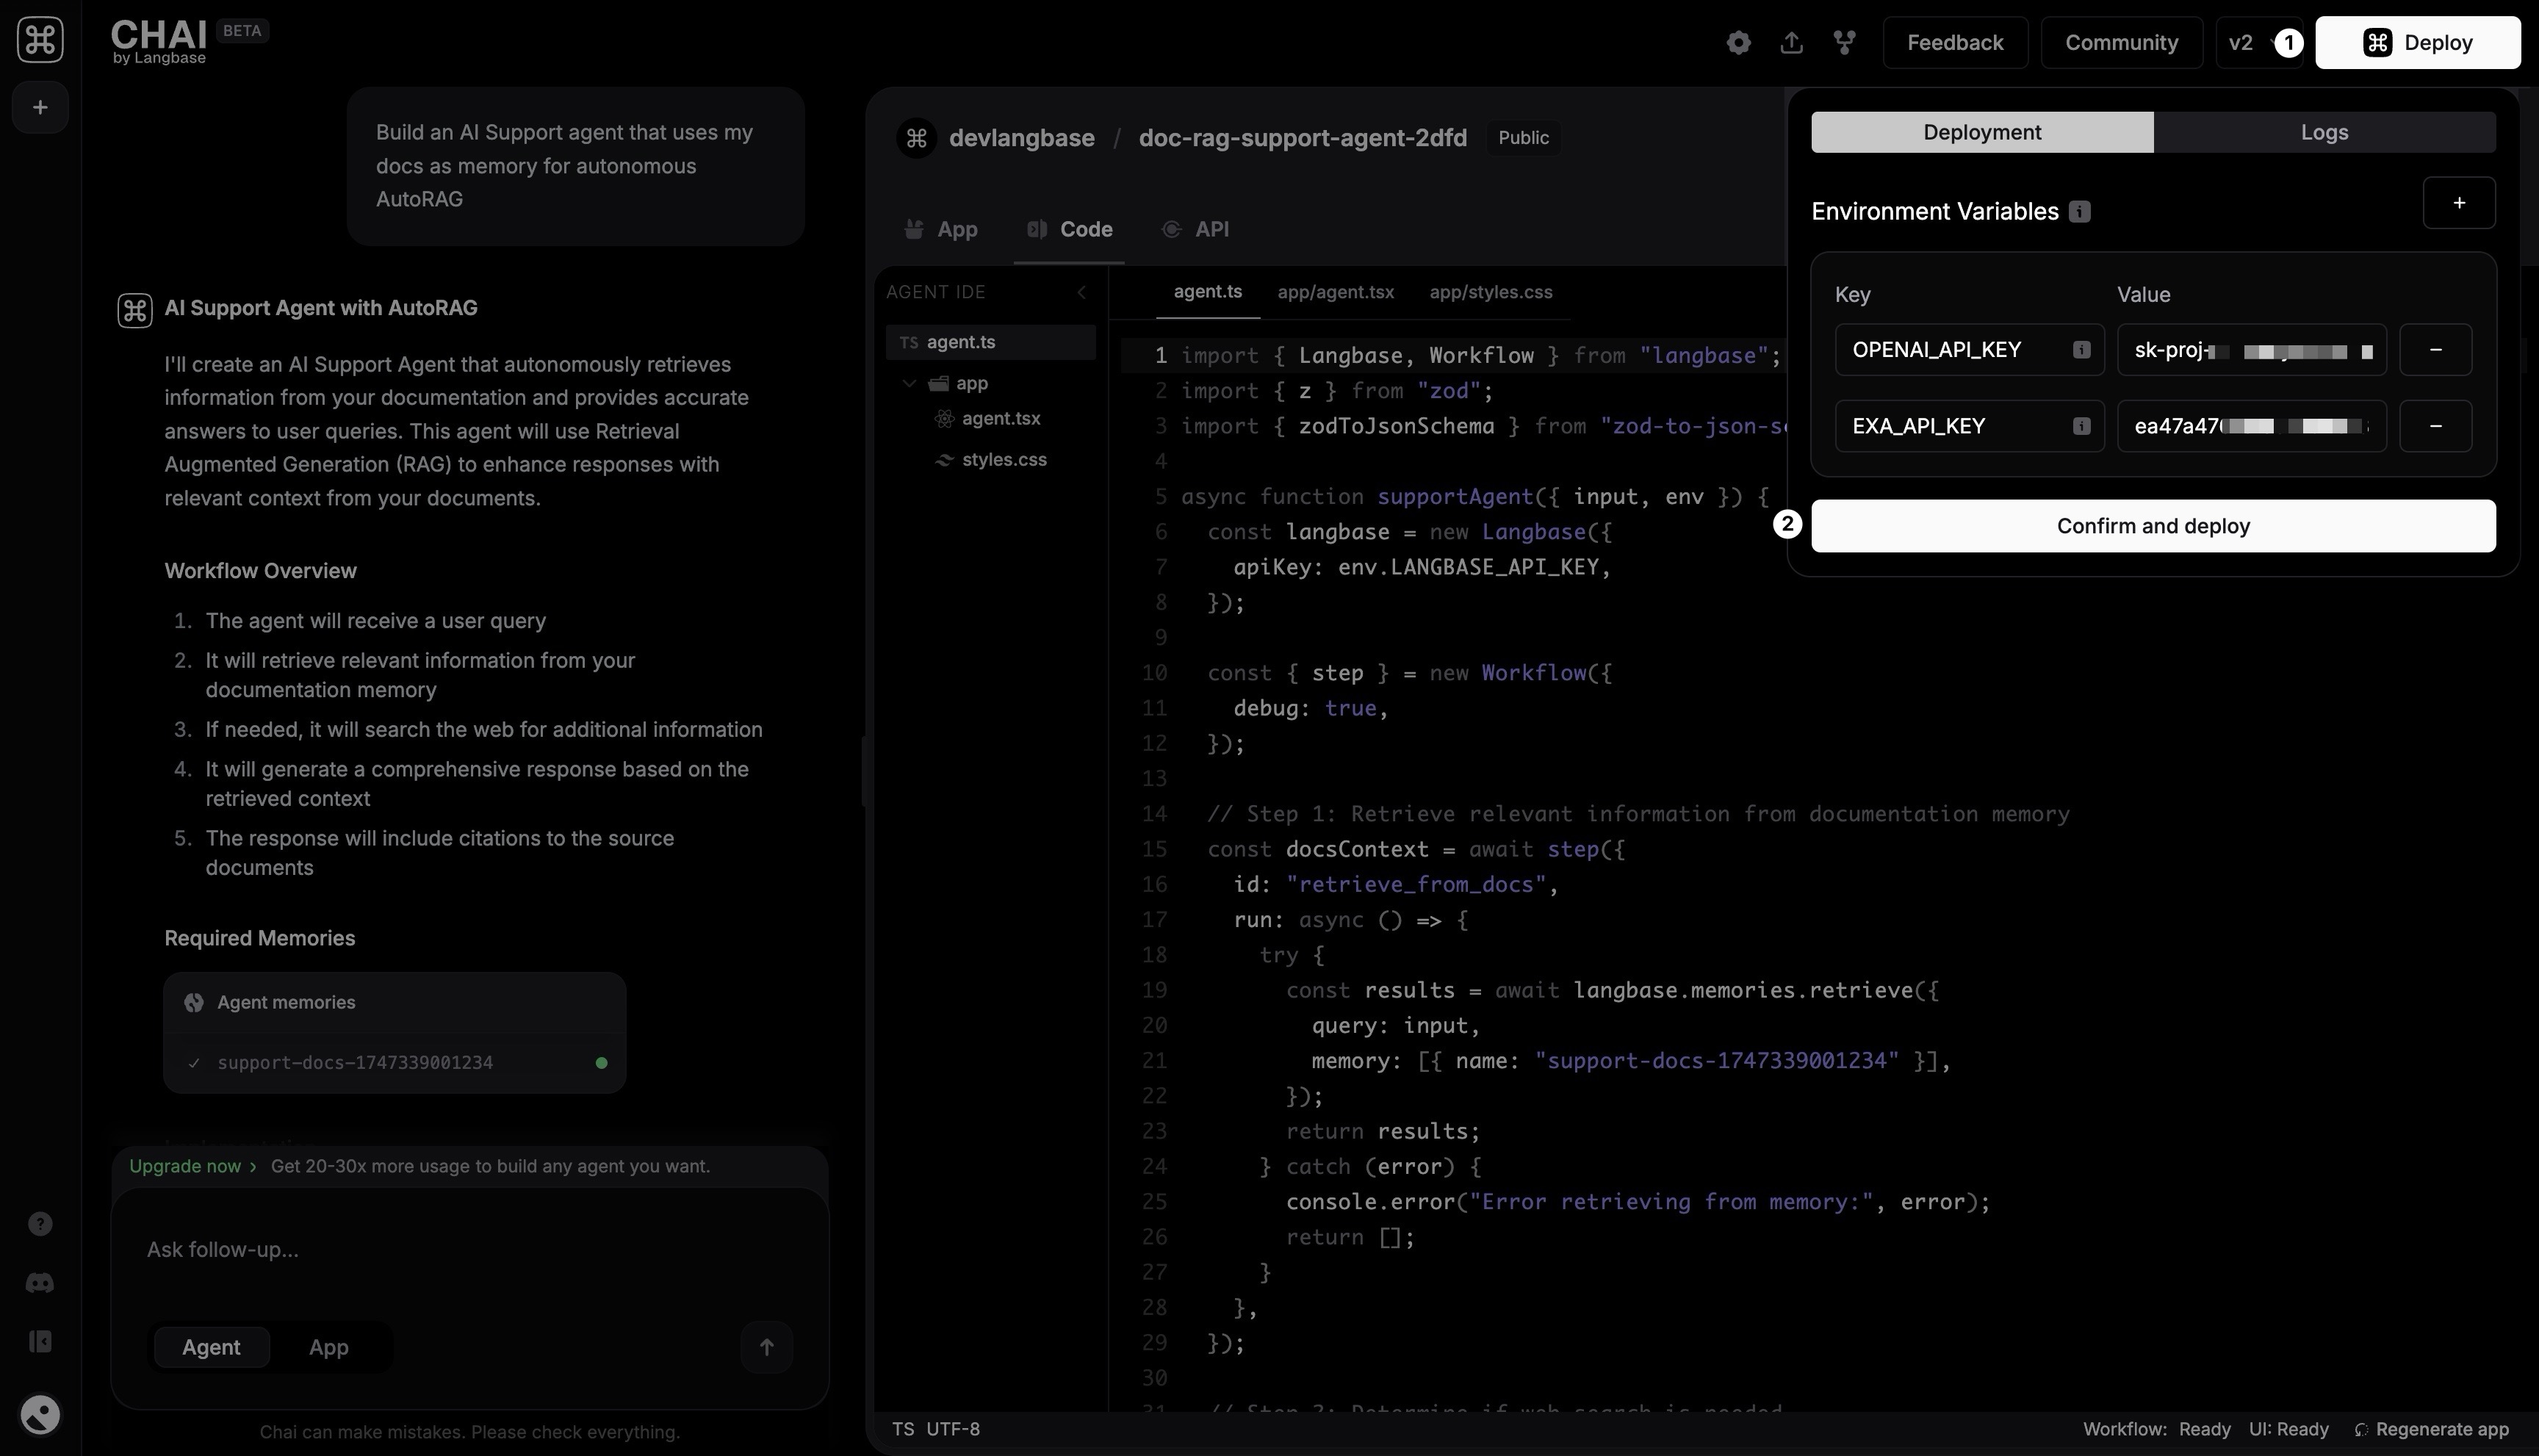 CHAI BETA
by Langbase
Feedback
Community
v2
1
Deploy
Build an AI Support agent that uses my
docs as memory for autonomous
AutoRAG
AI Support Agent with AutoRAG
I'll create an AI Support Agent that autonomously retrieves
information from your documentation and provides accurate
answers to user queries. This agent will use Retrieval
Augmented Generation (RAG) to enhance responses with
relevant context from your documents.
Workflow Overview
1. The agent will receive a user query
2. It will retrieve relevant information from your
documentation memory
3. If needed, it will search the web for additional information
4. It will generate a comprehensive response based on the
retrieved context
5. The response will include citations to the source
documents
Required Memories
Agent memories
support-docs-1747339001234
Upgrade now › Get 20-30x more usage to build any agent you want.
Ask follow-up...
Agent App
Chai can make mistakes. Please check everything.
devlangbase / doc-rag-support-agent-2dfd Public
App Code API
AGENT IDE
TS agent.ts
app
agent.tsx
styles.css
agent.ts app/agent.tsx app/styles.css
1 import { Langbase, Workflow } from "langbase";
2 import { z } from "zod";
3 import { zodToJsonSchema } from "zod-to-json-s
4
5 async function supportAgent({ input, env }) {
6 const langbase = new Langbase({
7 apiKey: env.LANGBASE_API_KEY,
8 });
9
10 const { step } = new Workflow({
11 debug: true,
12 });
13
14 // Step 1: Retrieve relevant information from documentation memory
15 const docsContext = await step({
16 id: "retrieve_from_docs",
17 run: async () => {
18 try {
19 const results = await langbase.memories.retrieve({
20 query: input,
21 memory: [{ name: "support-docs-1747339001234" }],
22 });
23 return results;
24 } catch (error) {
25 console.error("Error retrieving from memory:", error);
26 return [];
27 }
28 },
29 });
30
31 // Step 2: Determine if web search is needed
TS UTF-8
Workflow: Ready UI: Ready Regenerate app
Deployment Logs
Environment Variables
+
Key Value
OPENAI_API_KEY sk-proj-
EXA_API_KEY ea47a47
2
Confirm and deploy